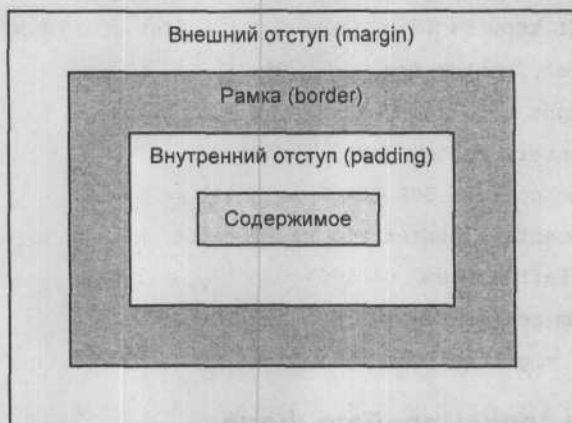 Внешний отступ (margin)
Рамка (border)
Внутренний отступ (padding)
Содержимое